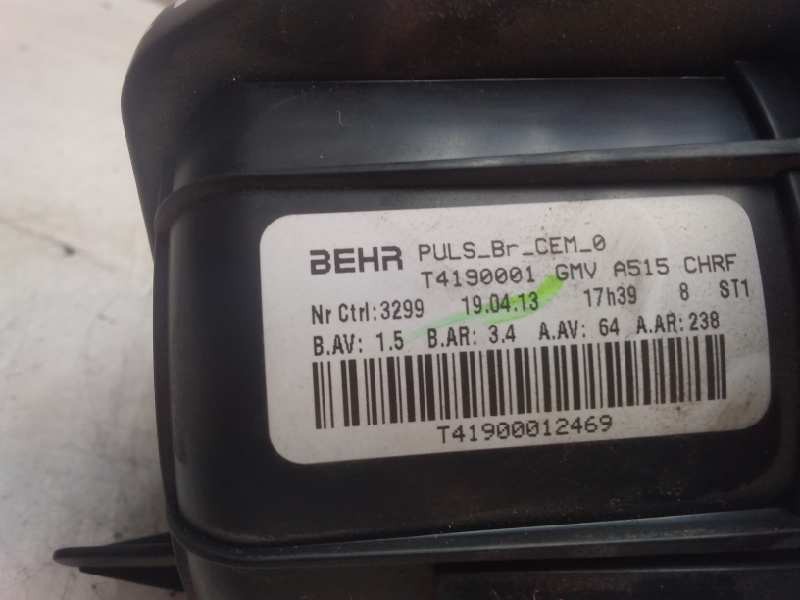 BEHR PULS_Br_CEM_0
T4190001 GMV A515 CHRF
Nr Ctrl:3299 19.04.13 17h39 8 ST1
B.AV: 1.5 B.AR: 3.4 A.AV: 64 A.AR:238
T41900012469